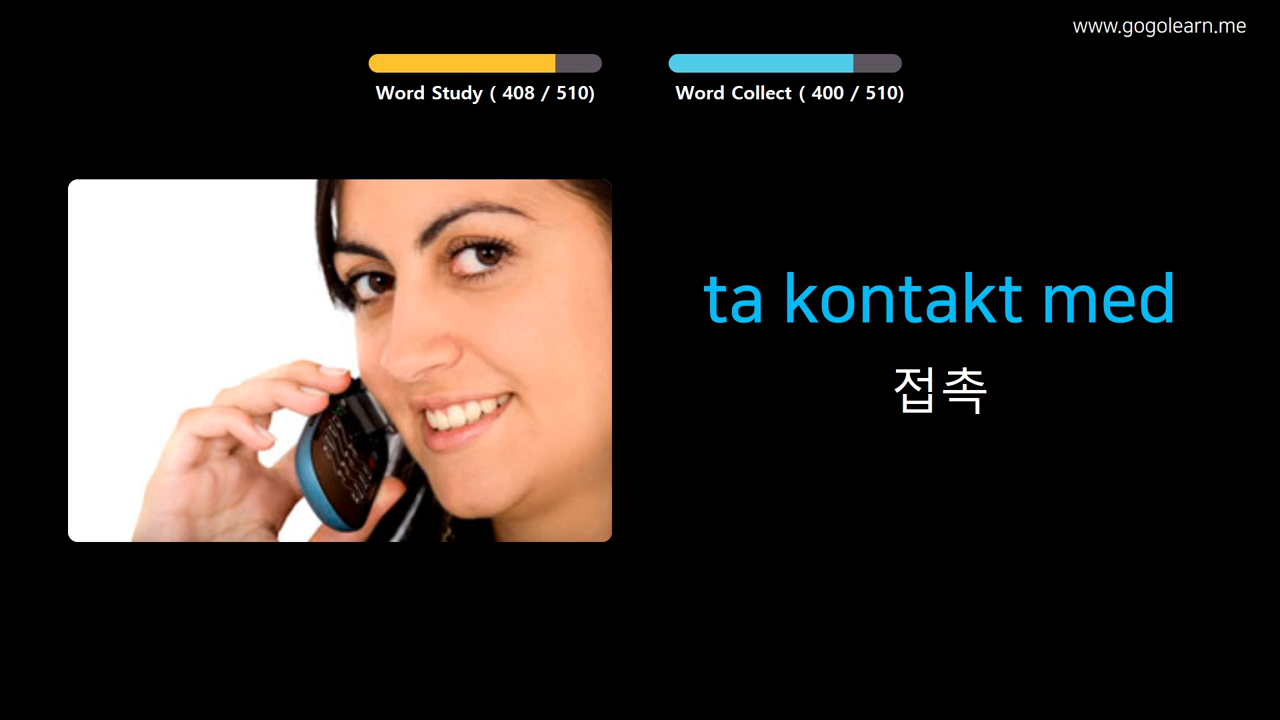 www.gogolearn.me
Word Study ( 408 / 510)
Word Collect ( 400 / 510)
ta kontakt med
접촉